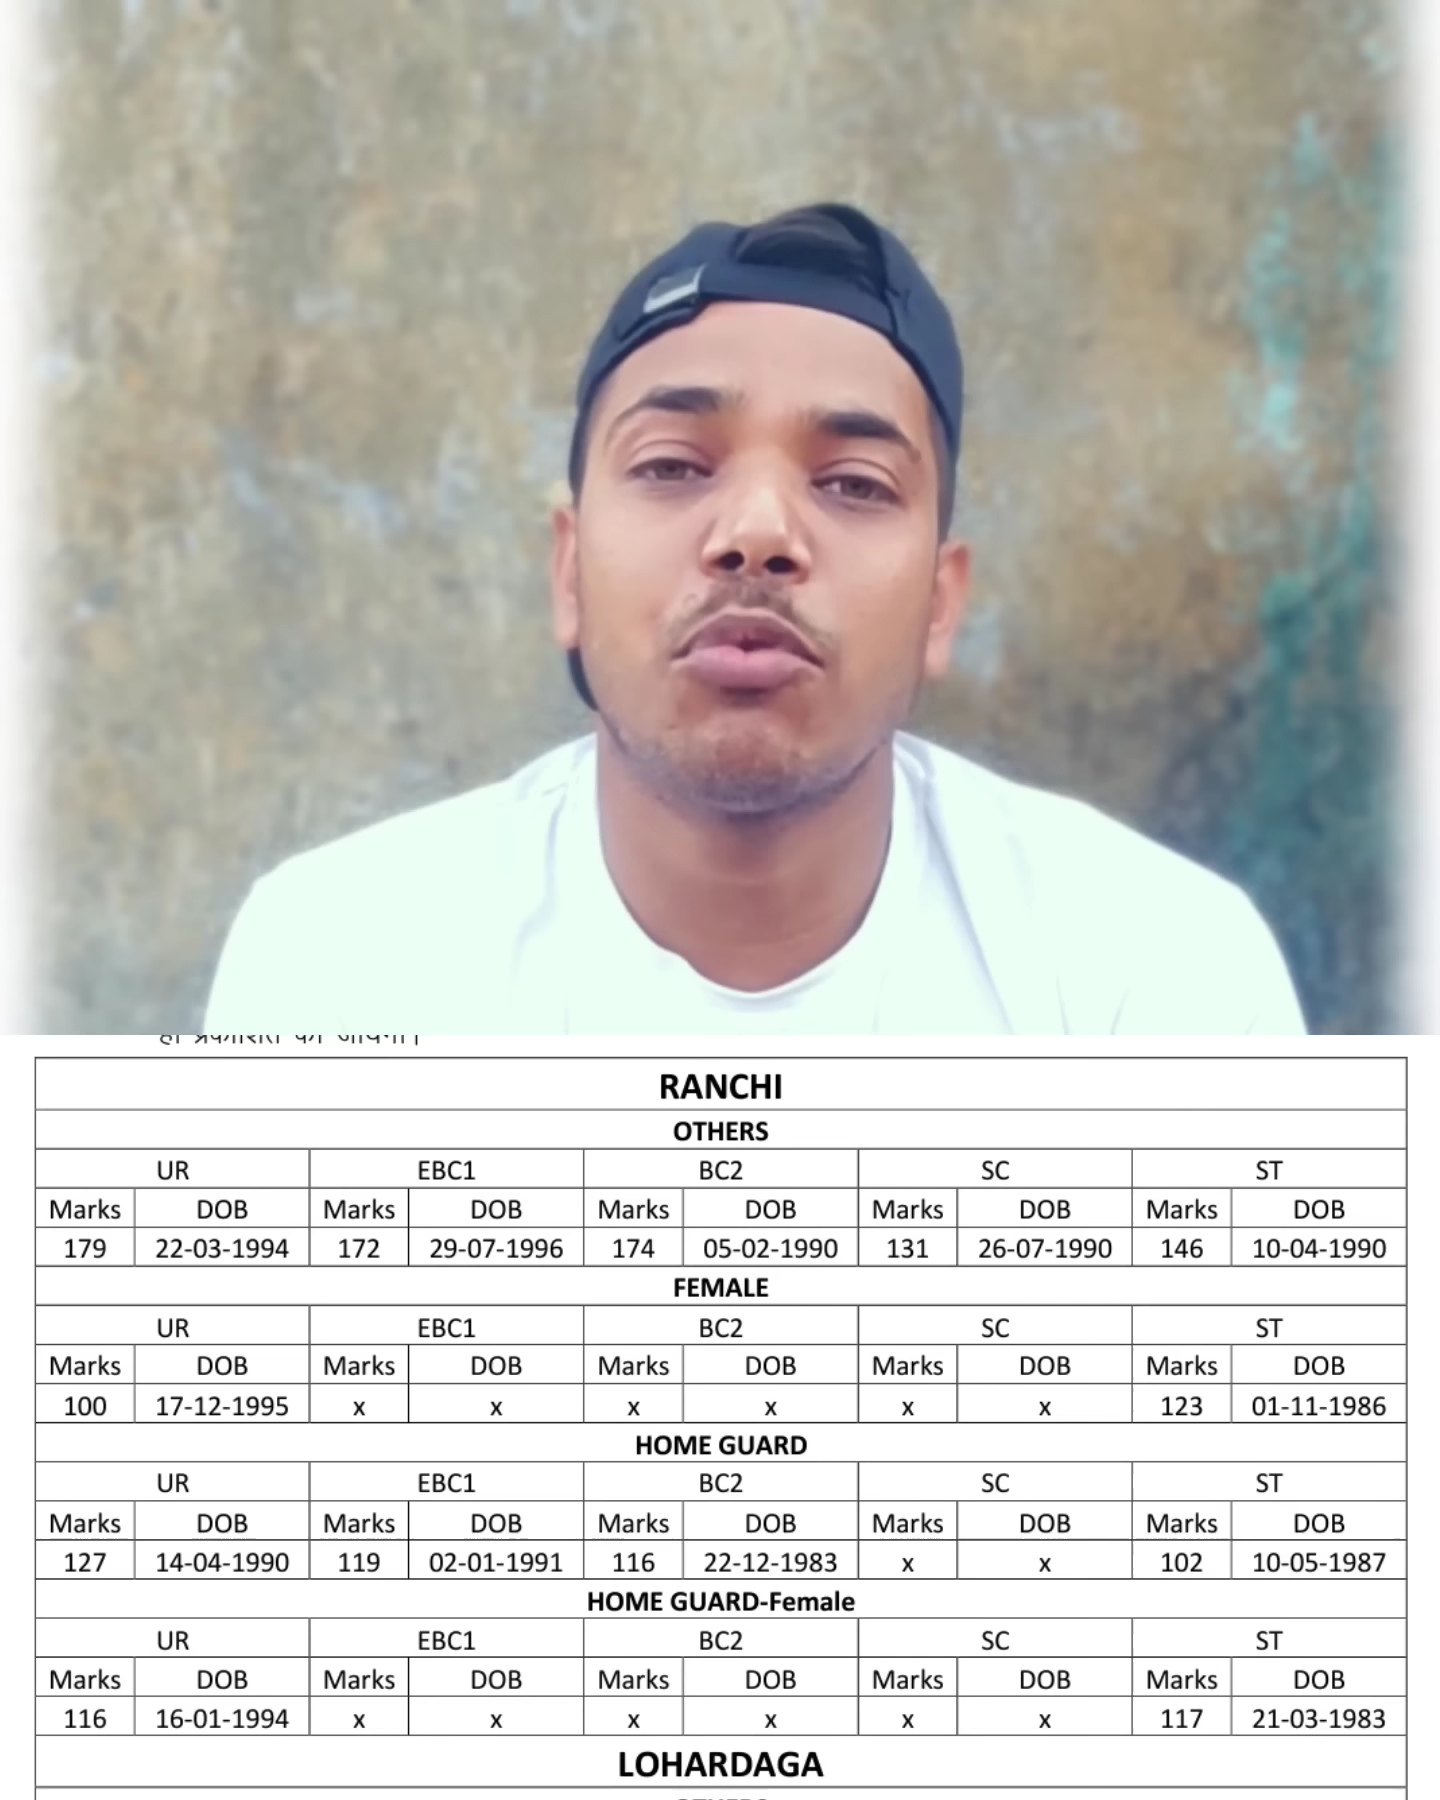 RANCHI
OTHERS
UR EBC1 BC2 SC ST
Marks DOB Marks DOB Marks DOB Marks DOB Marks DOB
179 22-03-1994 172 29-07-1996 174 05-02-1990 131 26-07-1990 146 10-04-1990
FEMALE
UR EBC1 BC2 SC ST
Marks DOB Marks DOB Marks DOB Marks DOB Marks DOB
100 17-12-1995 x x x x x x 123 01-11-1986
HOME GUARD
UR EBC1 BC2 SC ST
Marks DOB Marks DOB Marks DOB Marks DOB Marks DOB
127 14-04-1990 119 02-01-1991 116 22-12-1983 x x 102 10-05-1987
HOME GUARD-Female
UR EBC1 BC2 SC ST
Marks DOB Marks DOB Marks DOB Marks DOB Marks DOB
116 16-01-1994 x x x x x x 117 21-03-1983
LOHARDAGA